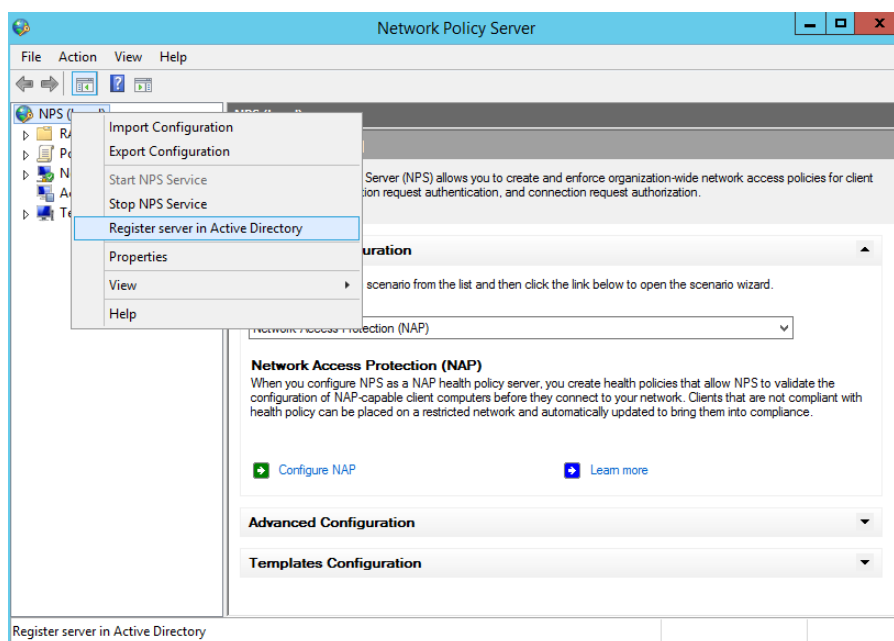 Network Policy Server
File Action View Help
NPS (
Import Configuration
Export Configuration
Start NPS Service
Stop NPS Service
Register server in Active Directory
Properties
View
Help
Server (NPS) allows you to create and enforce organization-wide network access policies for client
ion request authentication, and connection request authorization.
uration
scenario from the list and then click the link below to open the scenario wizard.
Network Access Protection (NAP)
Network Access Protection (NAP)
When you configure NPS as a NAP health policy server, you create health policies that allow NPS to validate the
configuration of NAP-capable client computers before they connect to your network. Clients that are not compliant with
health policy can be placed on a restricted network and automatically updated to bring them into compliance.
Configure NAP
Learn more
Advanced Configuration
Templates Configuration
Register server in Active Directory